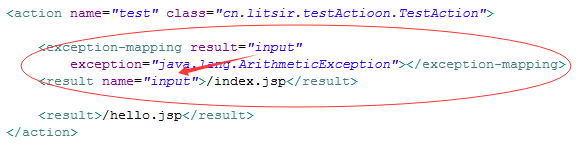 <action name="test" class="cn.litsir.testActioon.TestAction">
<exception-mapping result="input"
exception="java.lang.ArithmeticException"></exception-mapping>
<result name="input">/index.jsp</result>
<result>/hello.jsp</result>
</action>